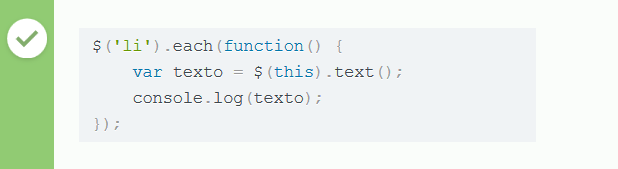 $('li').each(function() {
    var texto = $(this).text();
    console.log(texto);
});